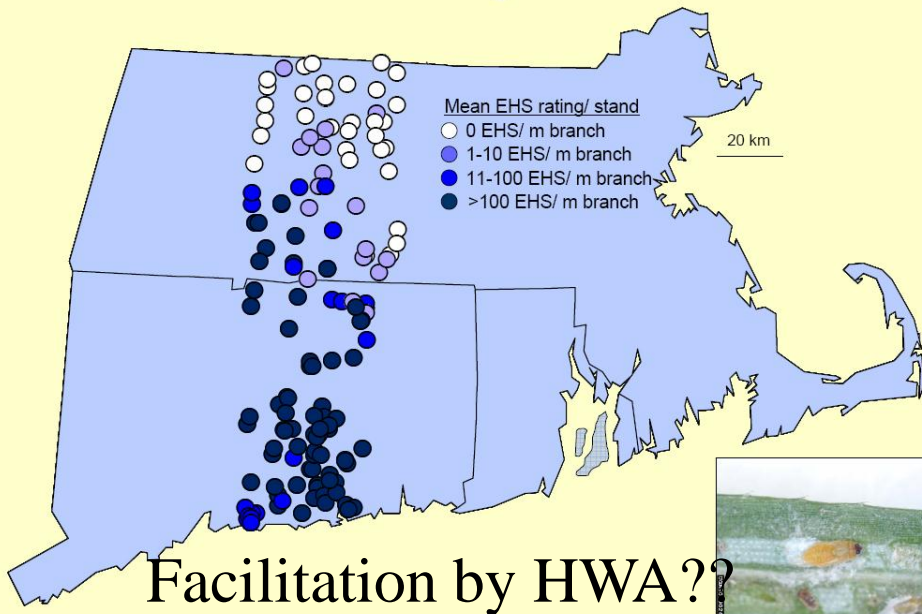 Mean EHS rating/ stand
0 EHS/ m branch
1-10 EHS/ m branch
11-100 EHS/ m branch
>100 EHS/ m branch
20 km
Facilitation by HWA??